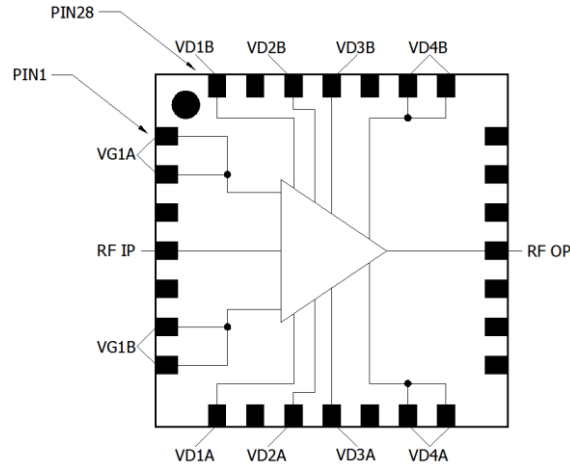 PIN28
VD1B VD2B VD3B VD4B
PIN1
VG1A
RF IP
RF OP
VG1B
VD1A VD2A VD3A VD4A